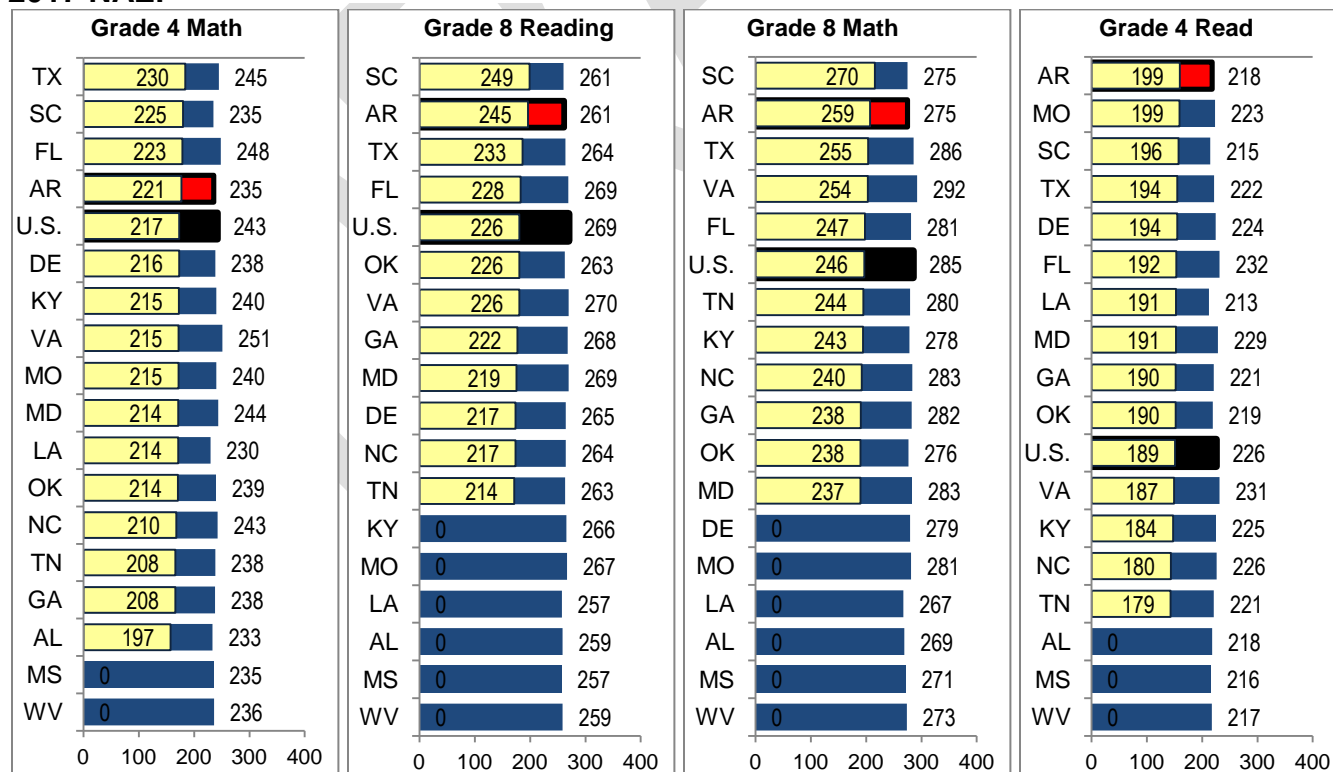 Grade 4 Math
TX 230 245
SC 225 235
FL 223 248
AR 221 235
U.S. 217 243
DE 216 238
KY 215 240
VA 215 251
MO 215 240
MD 214 244
LA 214 230
OK 214 239
NC 210 243
TN 208 238
GA 208 238
AL 197 233
MS 0 235
WV 0 236
0 100 200 300 400
Grade 8 Reading
SC 249 261
AR 245 261
TX 233 264
FL 228 269
U.S. 226 269
OK 226 263
VA 226 270
GA 222 268
MD 219 269
DE 217 265
NC 217 264
TN 214 263
KY 0 266
MO 0 267
LA 0 257
AL 0 259
MS 0 257
WV 0 259
0 100 200 300 400
Grade 8 Math
SC 270 275
AR 259 275
TX 255 286
VA 254 292
FL 247 281
U.S. 246 285
TN 244 280
KY 243 278
NC 240 283
GA 238 282
OK 238 276
MD 237 283
DE 0 279
MO 0 281
LA 0 267
AL 0 269
MS 0 271
WV 0 273
0 100 200 300 400
Grade 4 Read
AR 199 218
MO 199 223
SC 196 215
TX 194 222
DE 194 224
FL 192 232
LA 191 213
MD 191 229
GA 190 221
OK 190 219
U.S. 189 226
VA 187 231
KY 184 225
NC 180 226
TN 179 221
AL 0 218
MS 0 216
WV 0 217
0 100 200 300 400